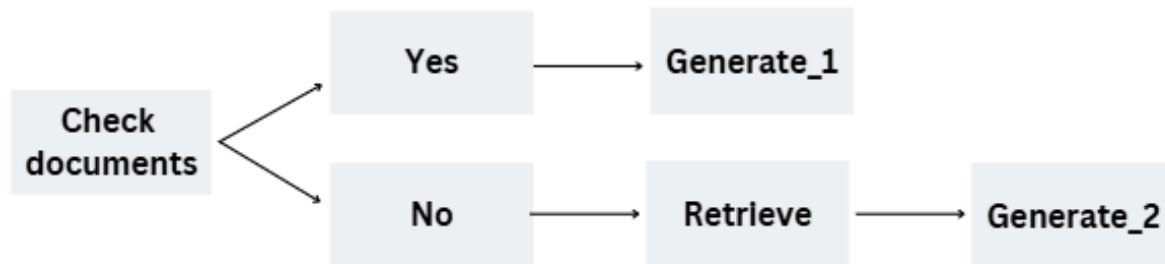 Yes
Generate_1
Check
documents
No
Retrieve
Generate_2